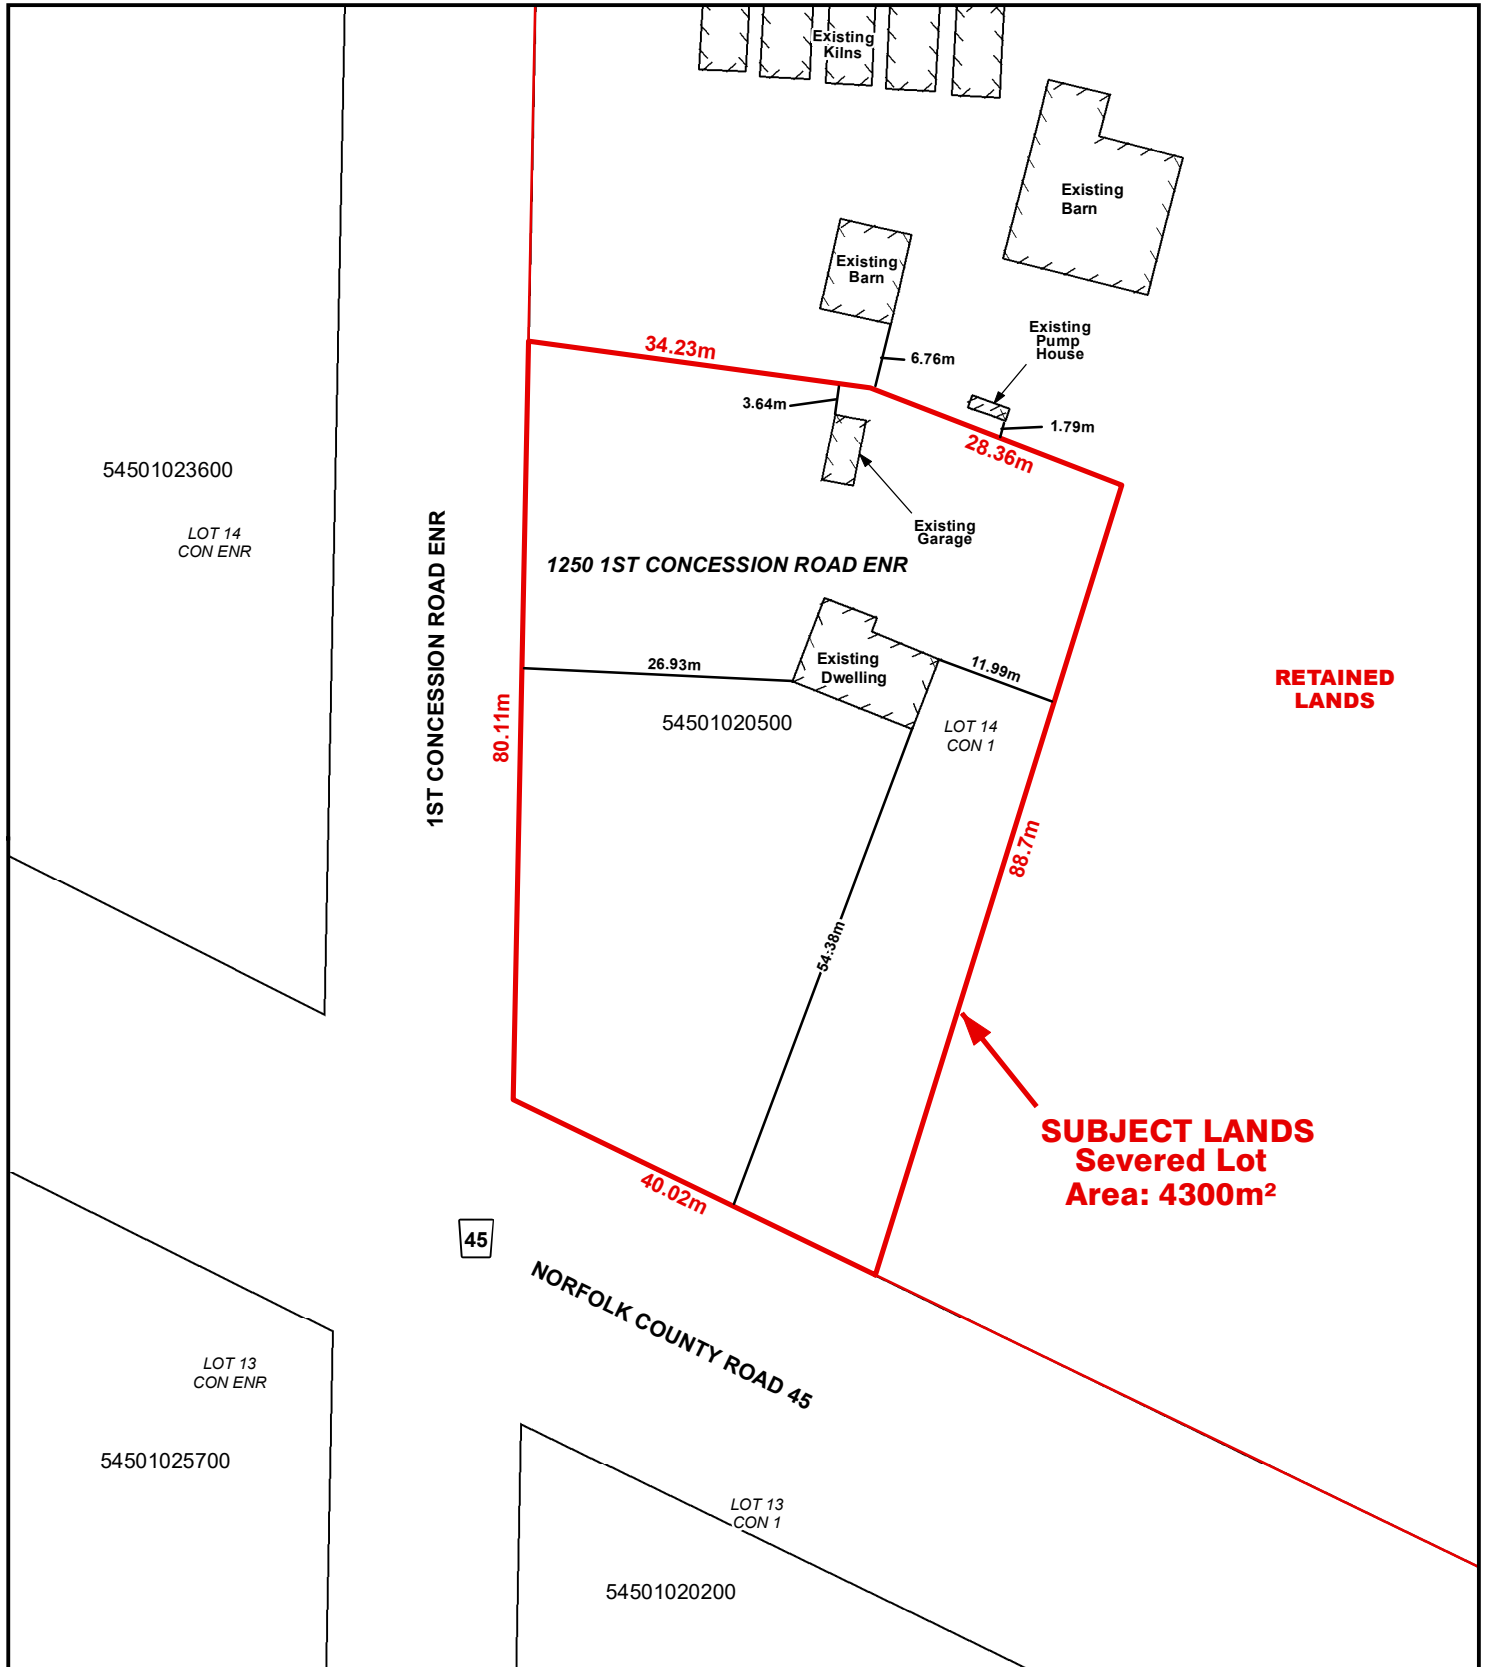 Existing
Kilns
Existing
Barn
Existing
Barn
Existing
Pump
House
34.23m
6.76m
3.64m
1.79m
28.36m
54501023600
LOT 14
CON ENR
Existing
Garage
1ST CONCESSION ROAD ENR
1250 1ST CONCESSION ROAD ENR
26.93m
Existing
Dwelling
11.99m
RETAINED
LANDS
80.11m
54501020500
LOT 14
CON 1
88.7m
54.38m
SUBJECT LANDS
Severed Lot
Area: 4300m²
40.02m
45
NORFOLK COUNTY ROAD 45
LOT 13
CON ENR
54501025700
LOT 13
CON 1
54501020200